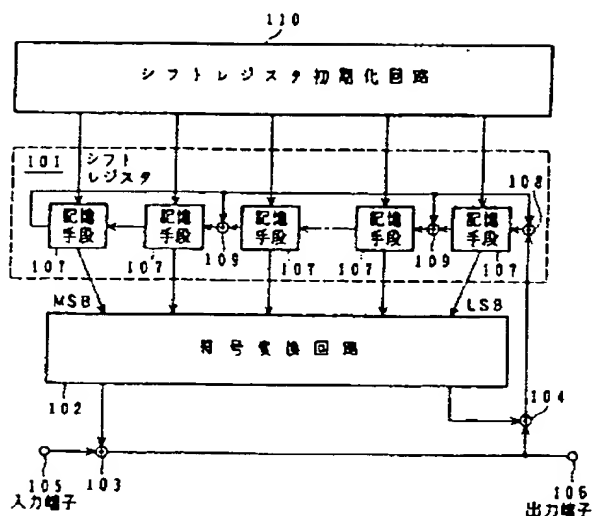 110
シフトレジスタ初期化回路
101
シフト
レジスタ
108
記憶
手段
記憶
手段
記憶
手段
記憶
手段
記憶
手段
107
107
109
107
107
109
107
MSB
LSB
符号変換回路
102
104
105
入力端子
103
106
出力端子